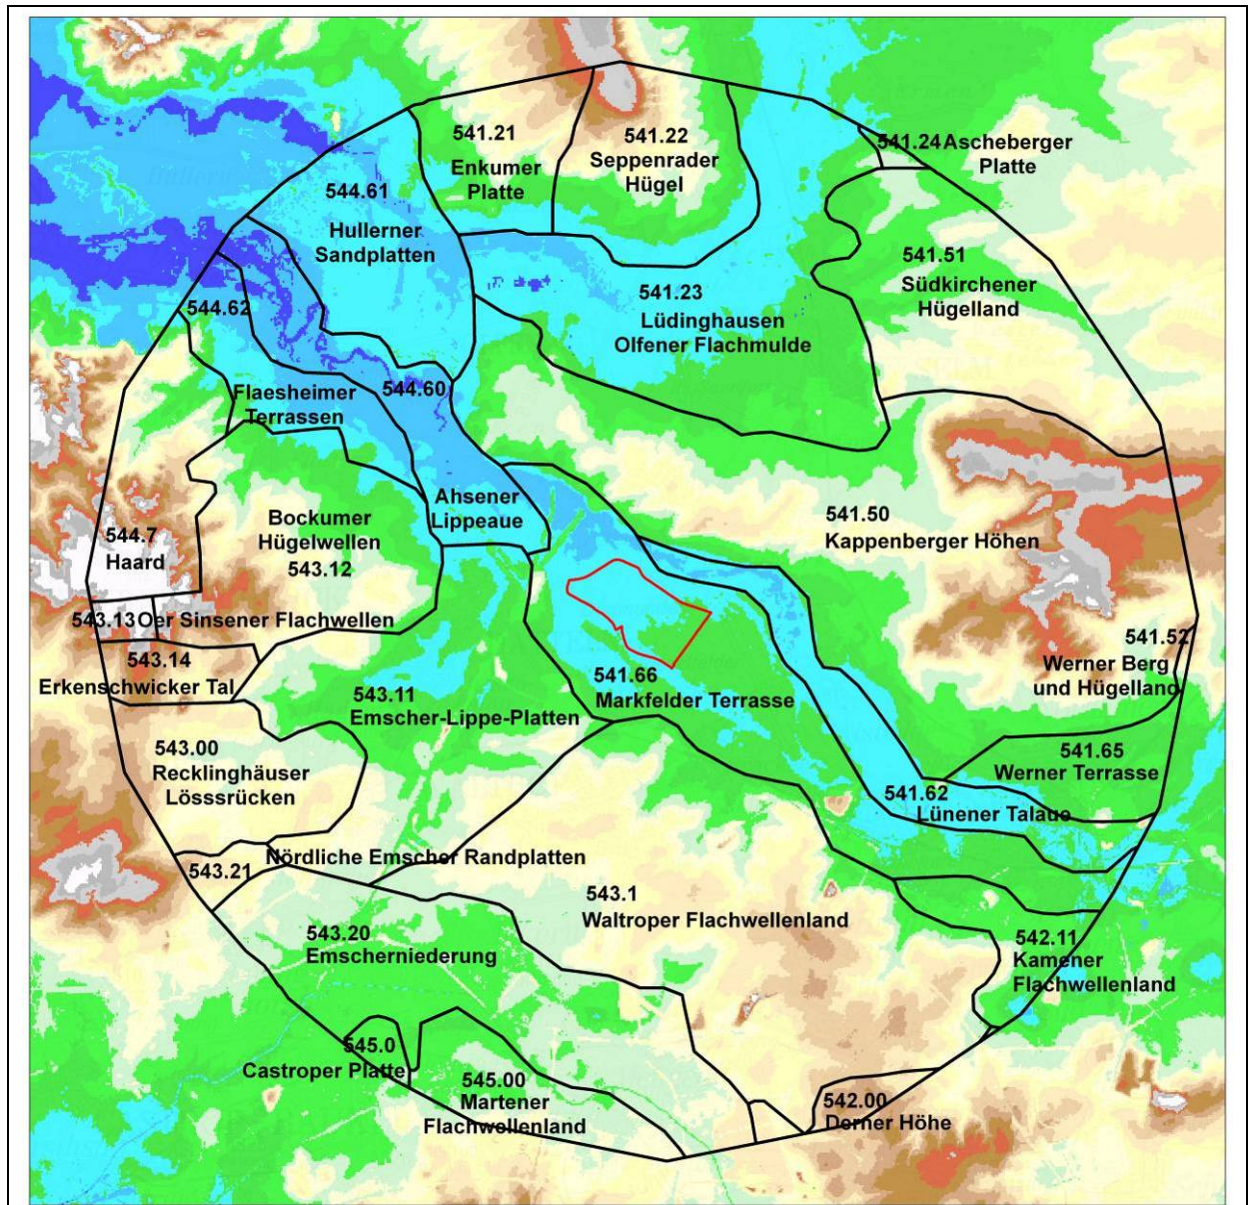 541.21
Enkumer
Platte
541.22
Seppenrader
Hügel
541.24 Ascheberger
Platte
544.61
Hullerner
Sandplatten
541.51
Südkirchener
Hügelland
541.23
Lüdinghausen
Olfener Flachmulde
544.62
Flaesheimer
Terrassen
544.60
Ahsener
Lippeaue
Bockumer
Hügelwellen
543.12
541.50
Kappenberger Höhen
544.7
Haard
543.13 Oer Sinsener Flachwellen
541.52
Werner Berg
und Hügelland
543.14
Erkenschwicker Tal
541.66
Markfelder Terrasse
543.11
Emscher-Lippe-Platten
543.00
Recklinghäuser
Lösssrücken
541.65
Werner Terrasse
541.62
Lünener Talaue
Nördliche Emscher Randplatten
543.21
543.1
Waltroper Flachwellenland
543.20
Emscherniederung
542.11
Kamener
Flachwellenland
545.0
Castroper Platte
545.00
Martener
Flachwellenland
542.00
Derner Höhe